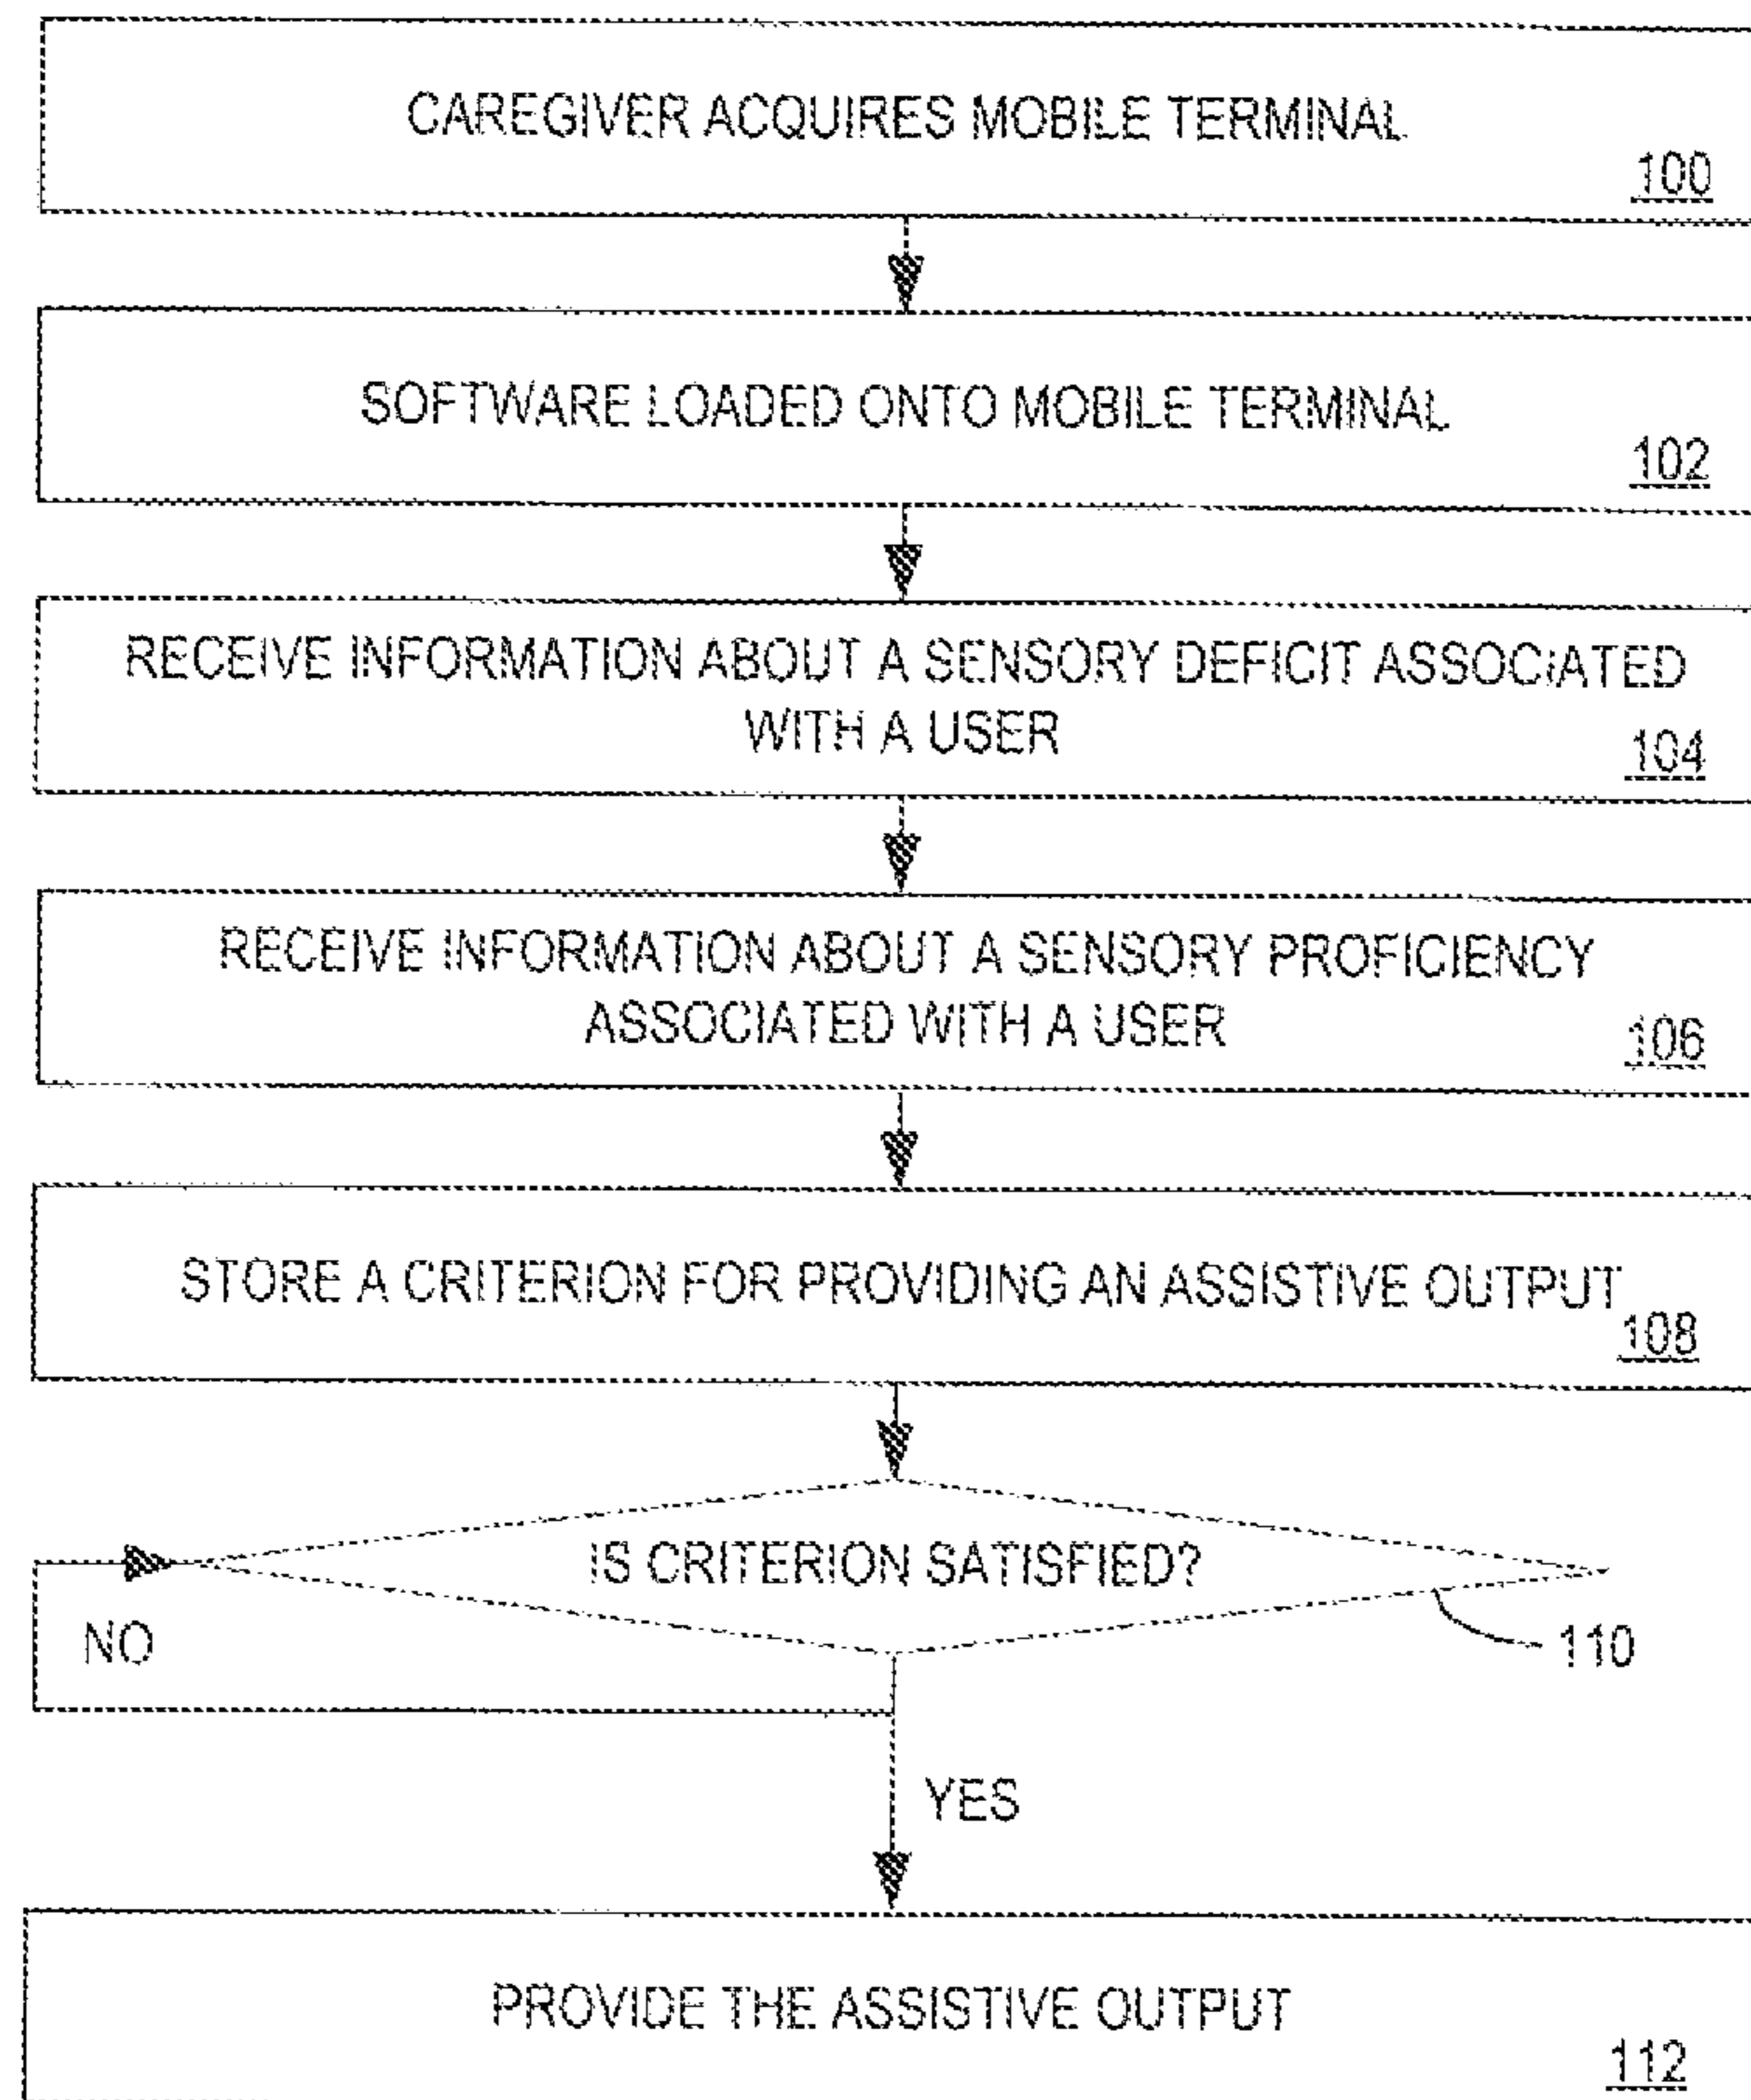 CAREGIVER ACQUIRES MOBILE TERMINAL
100
SOFTWARE LOADED ONTO MOBILE TERMINAL
102
RECEIVE INFORMATION ABOUT A SENSORY DEFICIT ASSOCIATED
WITH A USER
104
RECEIVE INFORMATION ABOUT A SENSORY PROFICIENCY
ASSOCIATED WITH A USER
106
STORE A CRITERION FOR PROVIDING AN ASSISTIVE OUTPUT
108
IS CRITERION SATISFIED?
NO
110
YES
PROVIDE THE ASSISTIVE OUTPUT
112